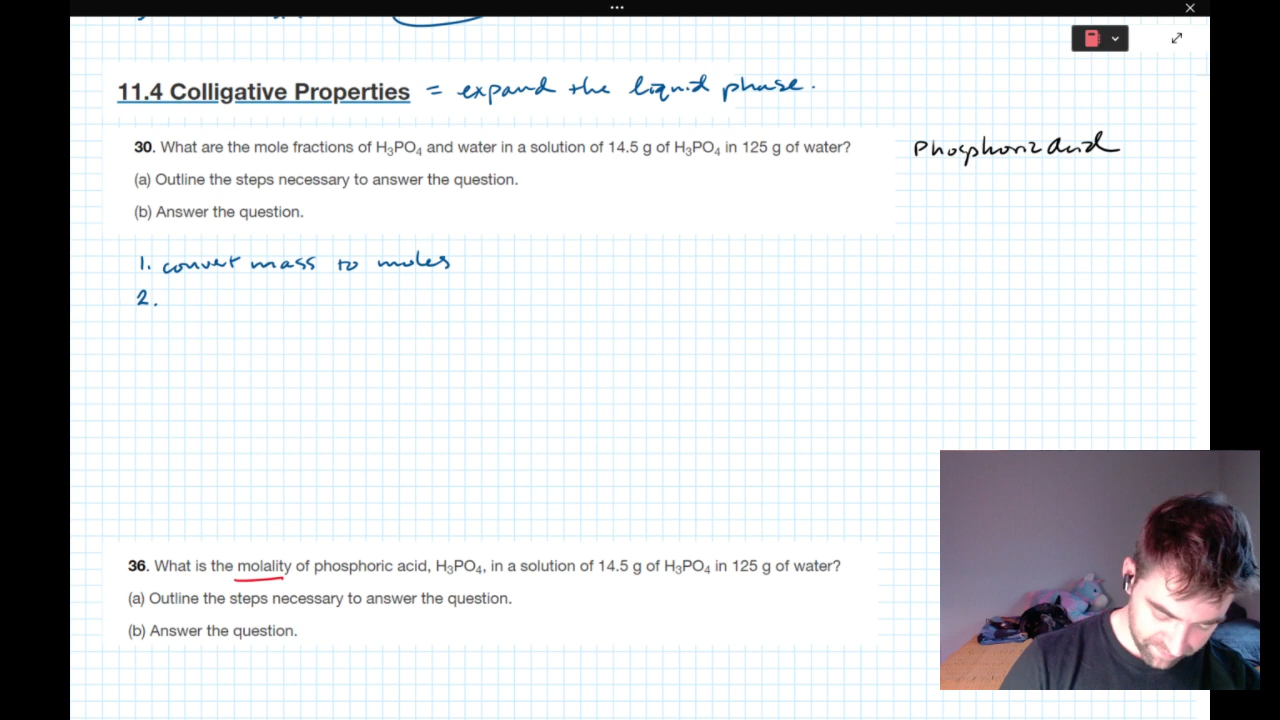 11.4 Colligative Properties = expand the liquid phase.
30. What are the mole fractions of H₃PO₄ and water in a solution of 14.5 g of H₃PO₄ in 125 g of water?
Phosphoric Acid
(a) Outline the steps necessary to answer the question.
(b) Answer the question.
1. convert mass to moles
2.
36. What is the molality of phosphoric acid, H₃PO₄, in a solution of 14.5 g of H₃PO₄ in 125 g of water?
(a) Outline the steps necessary to answer the question.
(b) Answer the question.